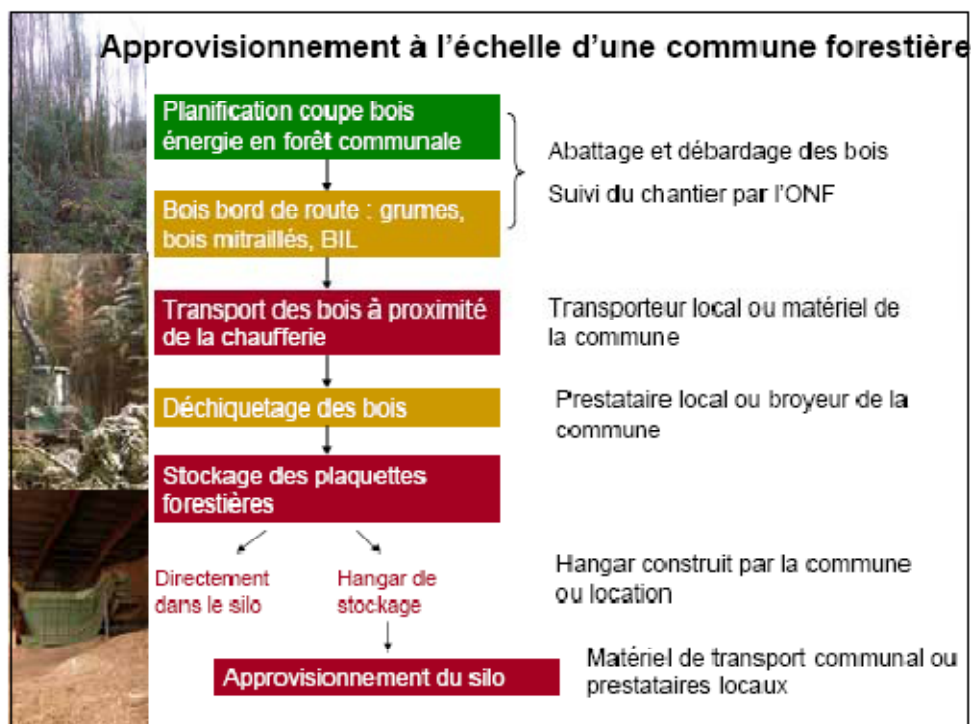 Approvisionnement à l'échelle d'une commune forestière
Planification coupe bois
énergie en forêt communale
Abattage et débardage des bois
Suivi du chantier par l'ONF
Bois bord de route : grumes,
bois mitraillés, BIL
Transport des bois à proximité
de la chaufferie
Transporteur local ou matériel de
la commune
Déchiquetage des bois
Prestataire local ou broyeur de la
commune
Stockage des plaquettes
forestières
Directement
dans le silo
Hangar de
stockage
Hangar construit par la commune
ou location
Approvisionnement du silo
Matériel de transport communal ou
prestataires locaux